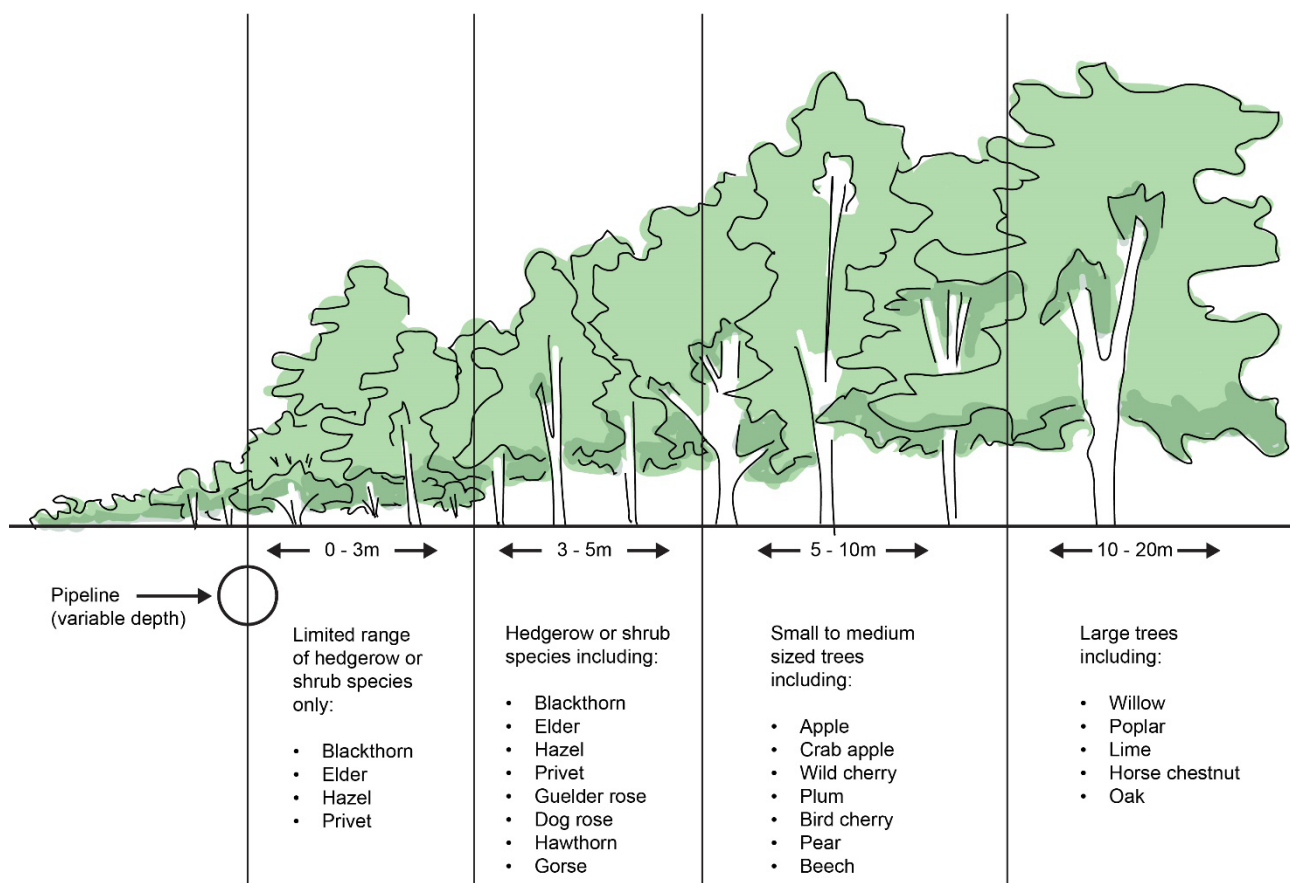 0 - 3m
3 - 5m
5 - 10m
10 - 20m
Pipeline
(variable depth)
Limited range
of hedgerow or
shrub species
only:
• Blackthorn
• Elder
• Hazel
• Privet
Hedgerow or shrub
species including:
• Blackthorn
• Elder
• Hazel
• Privet
• Guelder rose
• Dog rose
• Hawthorn
• Gorse
Small to medium
sized trees
including:
• Apple
• Crab apple
• Wild cherry
• Plum
• Bird cherry
• Pear
• Beech
Large trees
including:
• Willow
• Poplar
• Lime
• Horse chestnut
• Oak